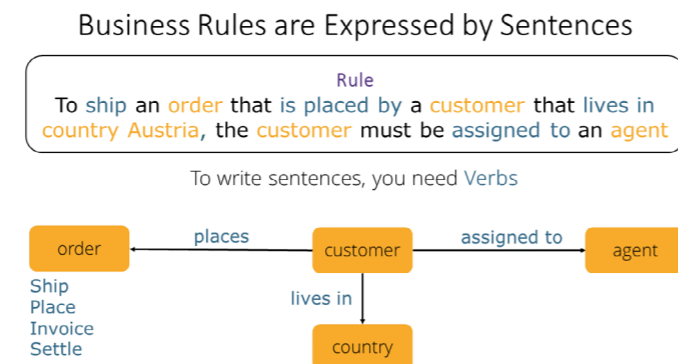 Business Rules are Expressed by Sentences
Rule
To ship an order that is placed by a customer that lives in
country Austria, the customer must be assigned to an agent
To write sentences, you need Verbs
order
places
customer
assigned to
agent
Ship
Place
Invoice
Settle
lives in
country